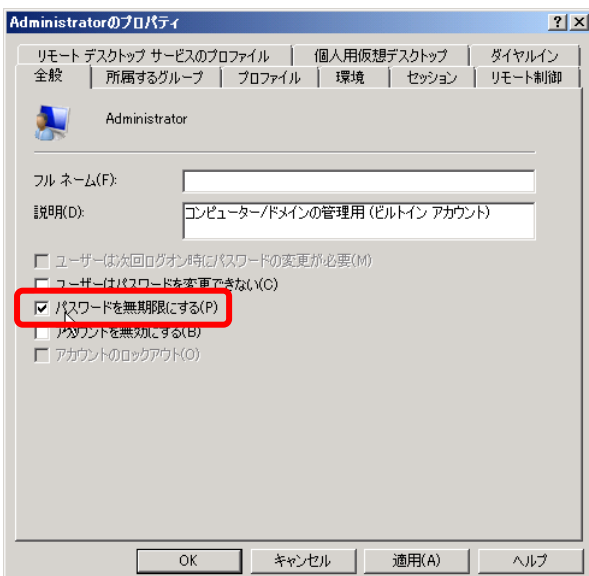 Administratorのプロパティ
リモート デスクトップ サービスのプロファイル 個人用仮想デスクトップ ダイヤルイン
全般 所属するグループ プロファイル 環境 セッション リモート制御
Administrator
フル ネーム(F):
説明(D): コンピューター/ドメインの管理用 (ビルトイン アカウント)
ユーザーは次回ログオン時にパスワードの変更が必要(M)
ユーザーはパスワードを変更できない(C)
パスワードを無期限にする(P)
アカウントを無効にする(B)
アカウントのロックアウト(O)
OK キャンセル 適用(A) ヘルプ